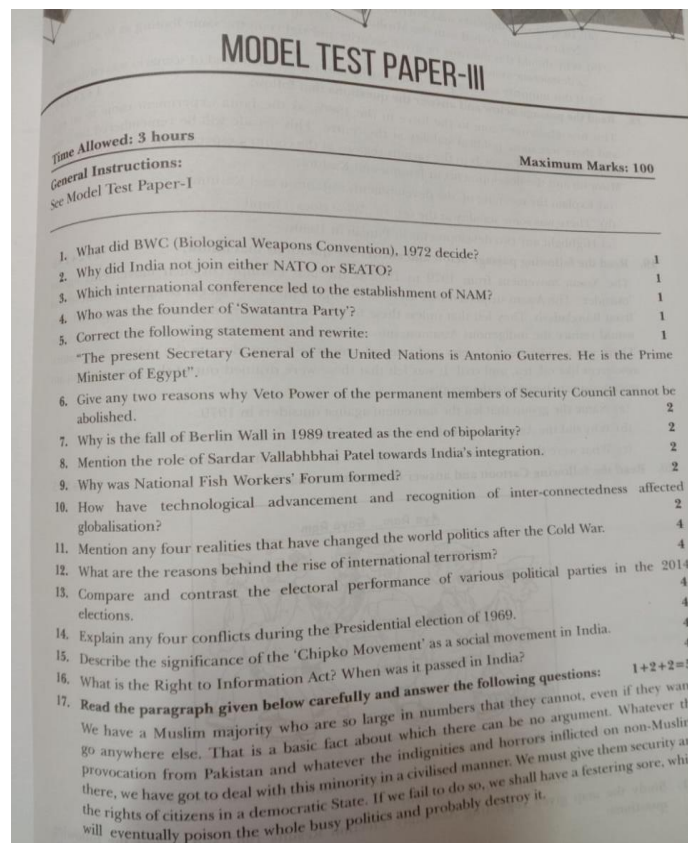 MODEL TEST PAPER-III
Time Allowed: 3 hours
Maximum Marks: 100
General Instructions:
See Model Test Paper-I
1. What did BWC (Biological Weapons Convention), 1972 decide? 1
2. Why did India not join either NATO or SEATO? 1
3. Which international conference led to the establishment of NAM? 1
4. Who was the founder of 'Swatantra Party'? 1
5. Correct the following statement and rewrite: 1
"The present Secretary General of the United Nations is Antonio Guterres. He is the Prime
Minister of Egypt".
6. Give any two reasons why Veto Power of the permanent members of Security Council cannot be
abolished. 2
7. Why is the fall of Berlin Wall in 1989 treated as the end of bipolarity? 2
8. Mention the role of Sardar Vallabhbhai Patel towards India's integration. 2
9. Why was National Fish Workers' Forum formed? 2
10. How have technological advancement and recognition of inter-connectedness affected
globalisation? 2
11. Mention any four realities that have changed the world politics after the Cold War. 4
12. What are the reasons behind the rise of international terrorism? 4
13. Compare and contrast the electoral performance of various political parties in the 2014
elections. 4
14. Explain any four conflicts during the Presidential election of 1969. 4
15. Describe the significance of the 'Chipko Movement' as a social movement in India. 4
16. What is the Right to Information Act? When was it passed in India?
17. Read the paragraph given below carefully and answer the following questions: 1+2+2=
We have a Muslim majority who are so large in numbers that they cannot, even if they want
go anywhere else. That is a basic fact about which there can be no argument. Whatever
provocation from Pakistan and whatever the indignities and horrors inflicted on
there, we have got to deal with this minority in a civilised manner. We must give them security
the rights of citizens in a democratic State. If we fail to do so, we shall have a festering sore,
will eventually poison the whole busy politics and probably destroy it.